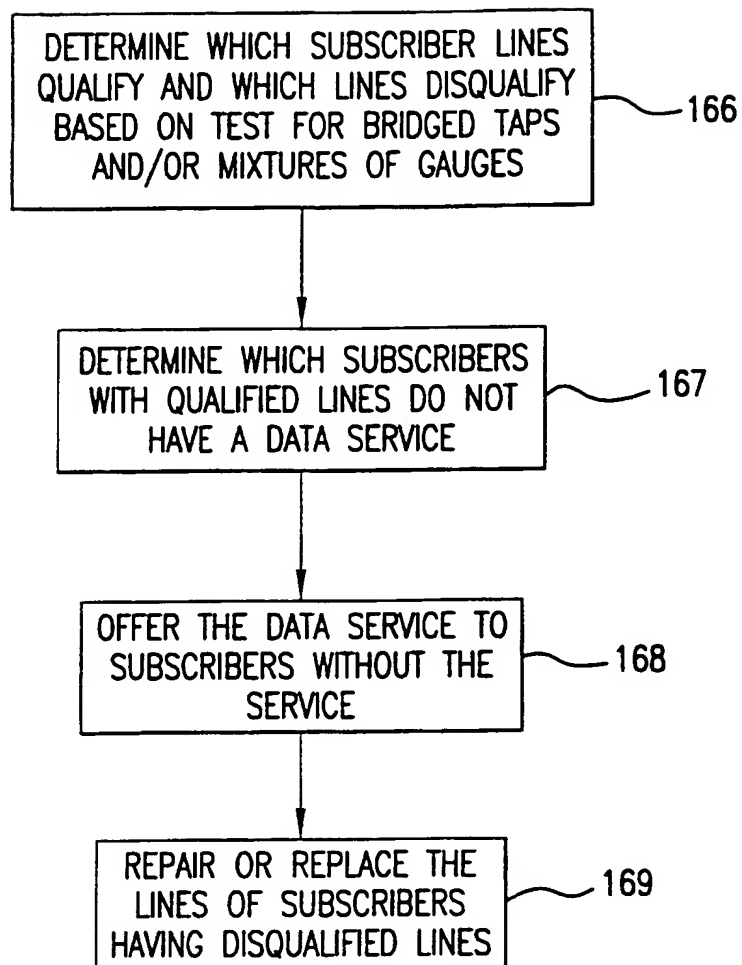 DETERMINE WHICH SUBSCRIBER LINES
QUALIFY AND WHICH LINES DISQUALIFY
BASED ON TEST FOR BRIDGED TAPS
AND/OR MIXTURES OF GAUGES
166
DETERMINE WHICH SUBSCRIBERS
WITH QUALIFIED LINES DO NOT
HAVE A DATA SERVICE
167
OFFER THE DATA SERVICE TO
SUBSCRIBERS WITHOUT THE
SERVICE
168
REPAIR OR REPLACE THE
LINES OF SUBSCRIBERS
HAVING DISQUALIFIED LINES
169